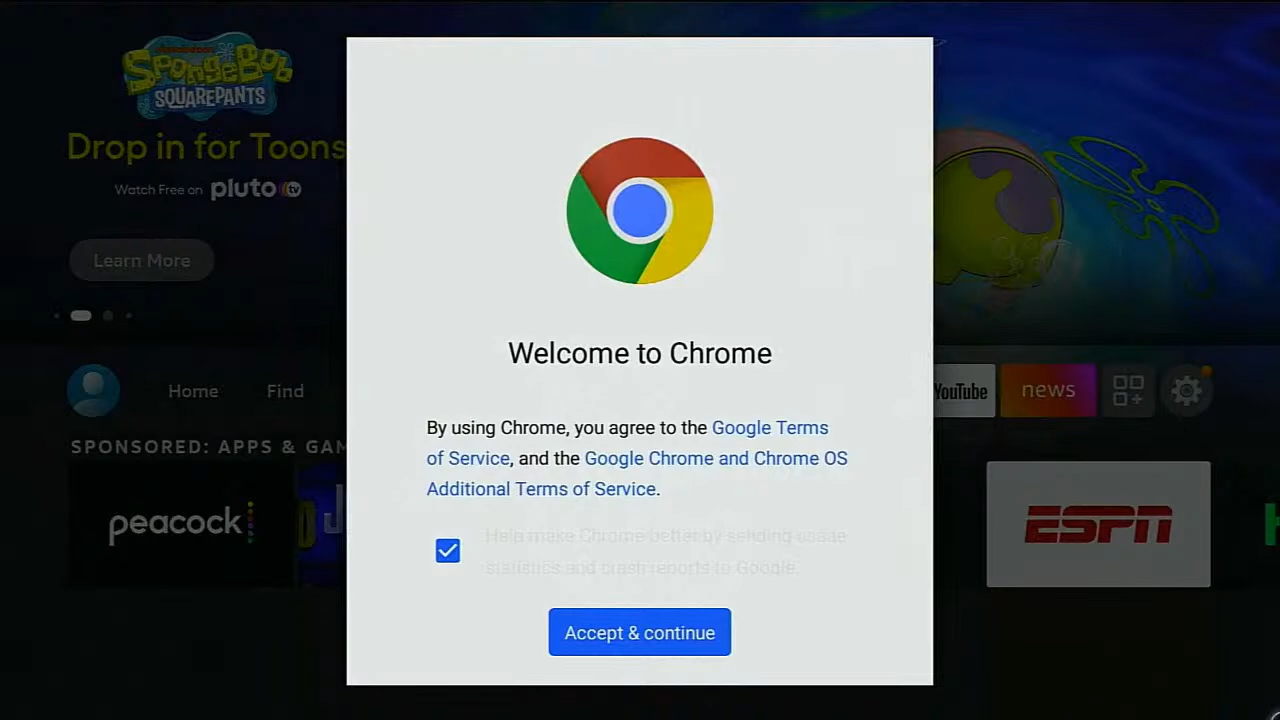 SPONGEBOB
SQUAREPANTS
Drop in for Toons
Watch Free on pluto tv
Learn More
Welcome to Chrome
Home
Find
YouTube
news
By using Chrome, you agree to the Google Terms
of Service, and the Google Chrome and Chrome OS
Additional Terms of Service.
SPONSORED: APPS & GAM
peacock
ESPN
Help make Chrome better by sending usage
statistics and crash reports to Google.
Accept & continue